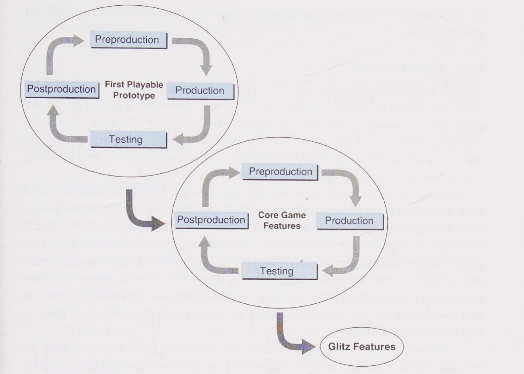 Preproduction
Postproduction
First Playable
Prototype
Production
Testing
Preproduction
Postproduction
Core Game
Features
Production
Testing
Glitz Features